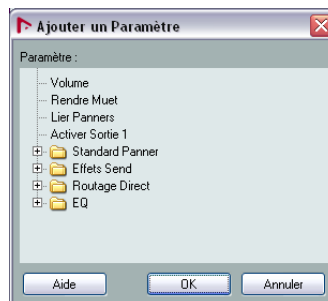 Ajouter un Paramètre
Paramètre :
Volume
Rendre Muet
Lier Panners
Activer Sortie 1
Standard Panner
Effets Send
Routage Direct
EQ
Aide
OK
Annuler